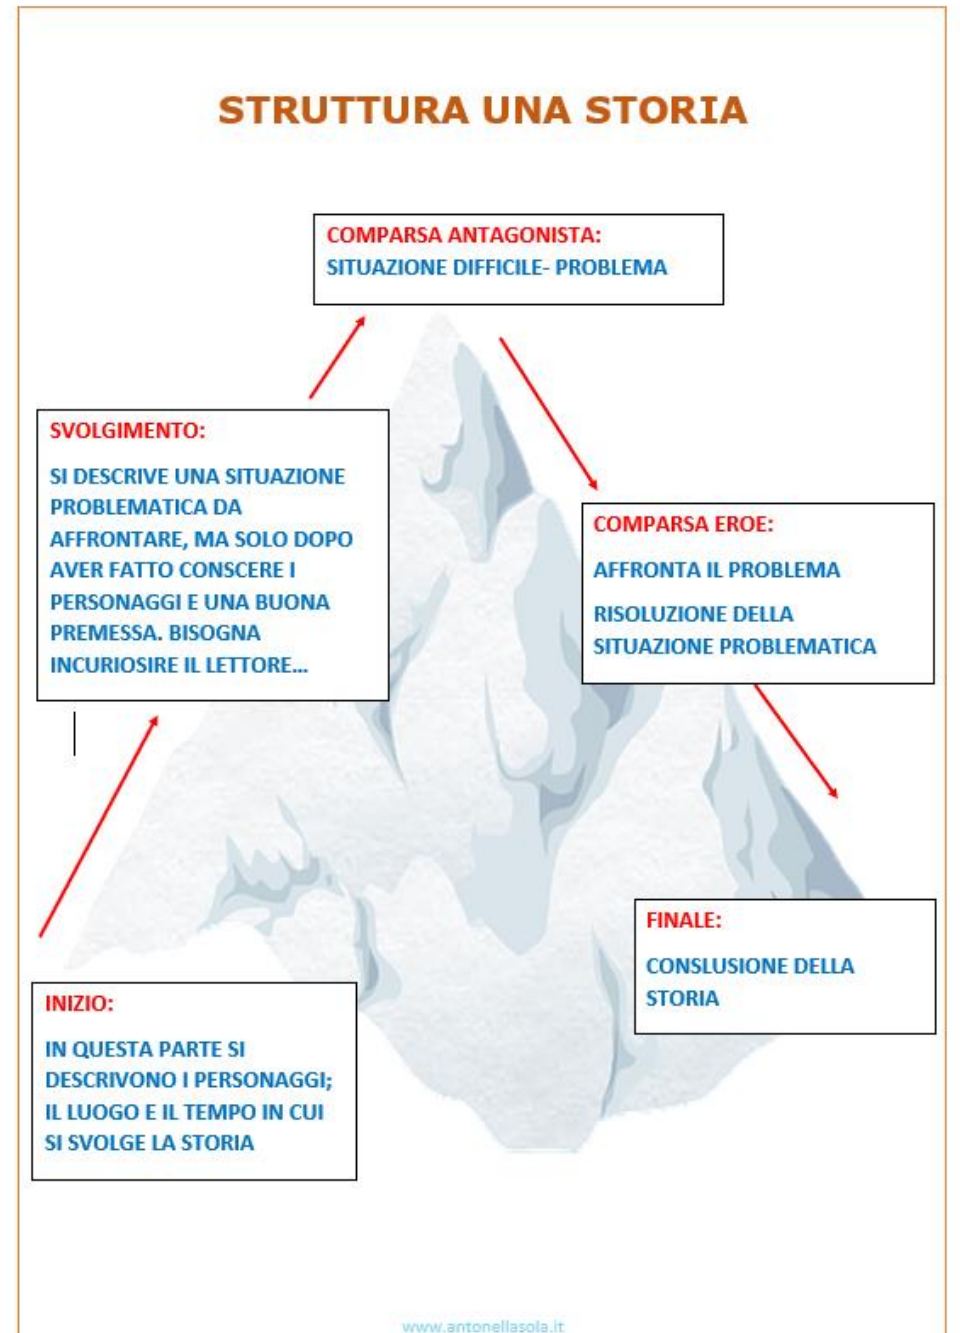 STRUTTURA UNA STORIA
COMPARSA ANTAGONISTA:
SITUAZIONE DIFFICILE- PROBLEMA
SVOLGIMENTO:
SI DESCRIVE UNA SITUAZIONE
PROBLEMATICA DA
AFFRONTARE, MA SOLO DOPO
AVER FATTO CONSCERE I
PERSONAGGI E UNA BUONA
PREMESSA. BISOGNA
INCURIOSIRE IL LETTORE...
COMPARSA EROE:
AFFRONTA IL PROBLEMA
RISOLUZIONE DELLA
SITUAZIONE PROBLEMATICA
FINALE:
CONSLUSIONE DELLA
STORIA
INIZIO:
IN QUESTA PARTE SI
DESCRIVONO I PERSONAGGI;
IL LUOGO E IL TEMPO IN CUI
SI SVOLGE LA STORIA
www.antonellasola.it